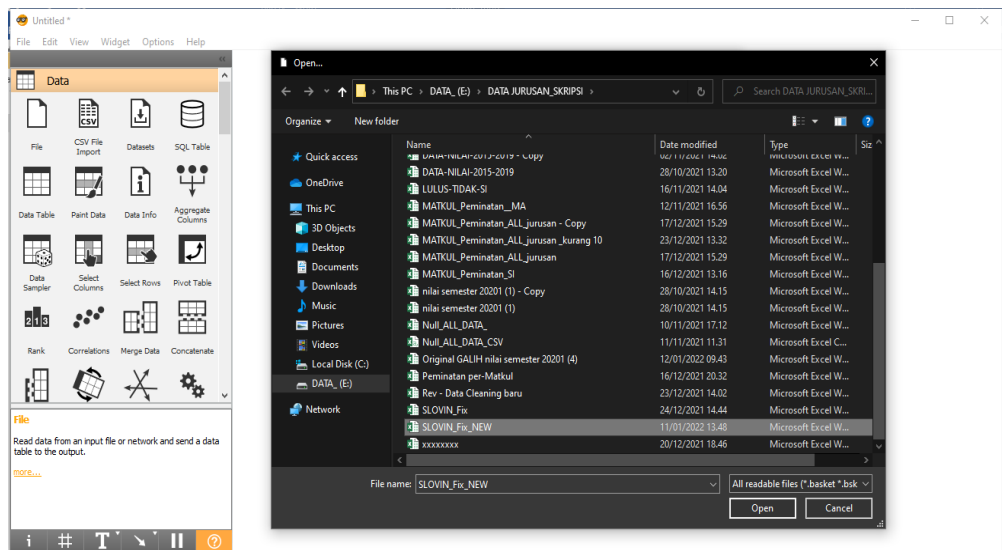 Untitled *
File Edit View Widget Options Help
Data
File CSV File Import Datasets SQL Table
Data Table Paint Data Data Info Aggregate Columns
Data Sampler Select Columns Select Rows Pivot Table
Rank Correlations Merge Data Concatenate
File
Read data from an input file or network and send a data
table to the output.
more...
Open...
This PC › DATA_ (E:) › DATA JURUSAN_SKRIPSI ›
Search DATA JURUSAN_SKRI...
Organize New folder
Quick access
OneDrive
This PC
3D Objects
Desktop
Documents
Downloads
Music
Pictures
Videos
Local Disk (C:)
DATA_ (E:)
Network
Name Date modified Type Siz
DATA-NILAI-2015-2019 - Copy 02/11/2021 14.02 Microsoft Excel W...
DATA-NILAI-2015-2019 28/10/2021 13.20 Microsoft Excel W...
LULUS-TIDAK-SI 16/11/2021 14.04 Microsoft Excel W...
MATKUL_Peminatan__MA 12/11/2021 16.56 Microsoft Excel W...
MATKUL_Peminatan_ALL_jurusan - Copy 17/12/2021 15.29 Microsoft Excel W...
MATKUL_Peminatan_ALL_jurusan _kurang 10 23/12/2021 13.32 Microsoft Excel W...
MATKUL_Peminatan_ALL_jurusan 17/12/2021 15.29 Microsoft Excel W...
MATKUL_Peminatan_SI 16/12/2021 13.16 Microsoft Excel W...
nilai semester 20201 (1) - Copy 28/10/2021 14.15 Microsoft Excel W...
nilai semester 20201 (1) 28/10/2021 14.15 Microsoft Excel W...
Null_ALL_DATA_ 10/11/2021 17.12 Microsoft Excel W...
Null_ALL_DATA_CSV 11/11/2021 11.31 Microsoft Excel C...
Original GALIH nilai semester 20201 (4) 12/01/2022 09.43 Microsoft Excel W...
Peminatan per-Matkul 16/12/2021 20.32 Microsoft Excel W...
Rev - Data Cleaning baru 23/12/2021 14.02 Microsoft Excel W...
SLOVIN_Fix 24/12/2021 14.44 Microsoft Excel W...
SLOVIN_Fix_NEW 11/01/2022 13.48 Microsoft Excel W...
xxxxxxxx 20/12/2021 18.46 Microsoft Excel W...
File name: SLOVIN_Fix_NEW
All readable files (*.basket *.bsk
Open Cancel